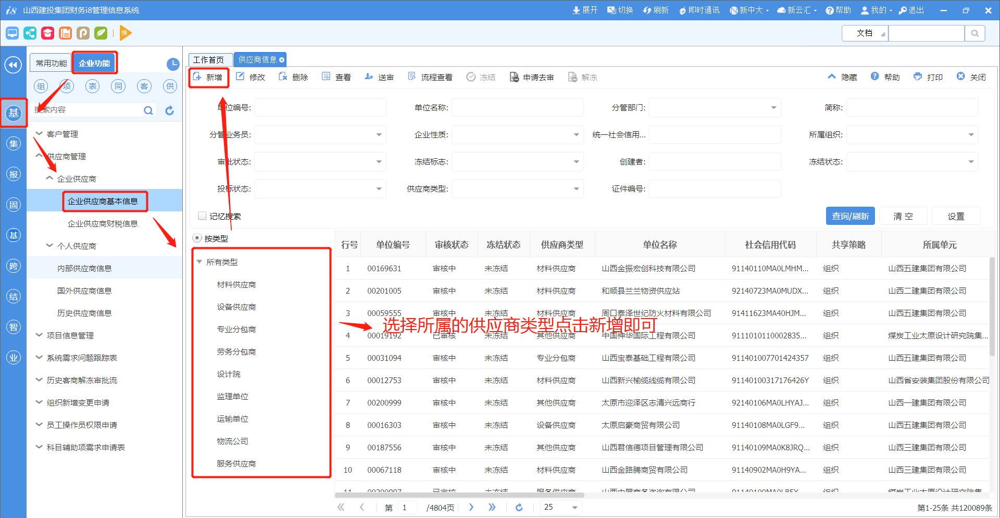 i8 山西建投集团财务i8管理信息系统 展开 切换 刷新 即时通讯 新中大 新云汇 帮助 我的 退出
快 文档
常用功能 企业功能
组 项 表 同 客 供
搜索内容
基
集
报
固
基
跨
结
智
业
客户管理
供应商管理
企业供应商
企业供应商基本信息
企业供应商财税信息
个人供应商
内部供应商信息
国外供应商信息
历史供应商信息
项目信息管理
系统需求问题跟踪表
历史客商解冻审批流
组织新增变更申请
员工操作员权限申请
科目辅助项需求申请表
工作首页 供应商信息
新增 修改 删除 查看 送审 流程查看 冻结 申请去审 解冻 隐藏 帮助 打印 关闭
单位编号: 单位名称: 分管部门: 简称:
分管业务员: 企业性质: 统一社会信用... 所属组织:
审批状态: 冻结标志: 创建者: 冻结状态:
投标状态: 供应商类型: 证件编号:
记忆搜索 查询/刷新 清 空 设置
按类型
所有类型
材料供应商
设备供应商
专业分包商
劳务分包商
设计院
监理单位
运输单位
物流公司
服务供应商
行号 单位编号 审核状态 冻结状态 供应商类型 单位名称 社会信用代码 共享策略 所属单元
1 00169631 审核中 未冻结 材料供应商 山西金振宏创科技有限公司 91140110MA0LMHM... 组织 山西五建集团有限公司
2 00201005 审核中 未冻结 材料供应商 和顺县兰兰物资供应站 92140723MA0MUDX... 组织 山西二建集团有限公司
3 00059555 审核中 未冻结 材料供应商 周口泰泽世纪防火材料有限公司 91411623MA40HJM... 组织 山西五建集团有限公司
选择所属的供应商类型点击新增即可
4 00019192 已审核 未冻结 其他供应商 中国神华国际工程有限公司 9111010110002835... 组织 煤炭工业太原设计研究院集...
5 00031094 审核中 未冻结 专业分包商 山西宝泰基础工程有限公司 911401007701424357 组织 山西五建集团有限公司
6 00012753 审核中 未冻结 材料供应商 山西新兴榆缆线缆有限公司 91140100317176426Y 组织 山西省安装集团股份有限公司
7 00200999 审核中 未冻结 其他供应商 太原市迎泽区志清兴远商行 92140106MA0LHYAJ... 组织 山西一建集团有限公司
8 00016303 审核中 未冻结 设备供应商 太原启豪商贸有限公司 91140108MA0LGF9... 组织 山西五建集团有限公司
9 00187556 审核中 未冻结 其他供应商 山西君信德项目管理有限公司 91140109MA0K8JRQ... 组织 山西三建集团有限公司
10 00067118 审核中 未冻结 材料供应商 山西金路腾商贸有限公司 91140902MA0H9YA... 组织 山西三建集团有限公司
第 1 /4804页 25 第1-25条 共120089条